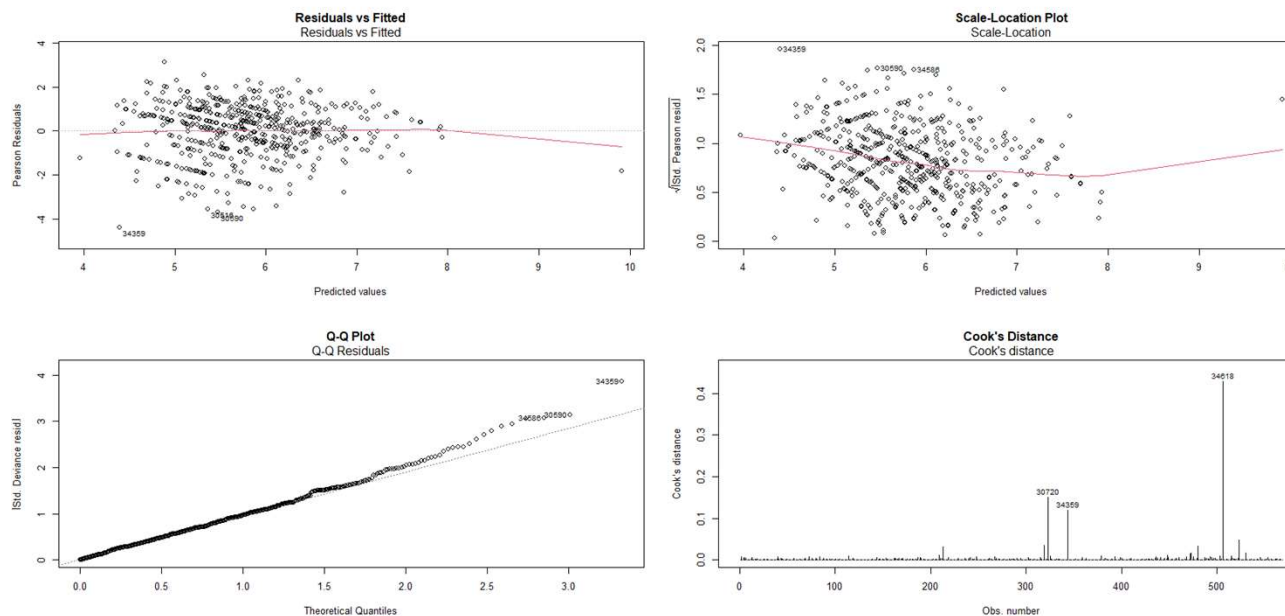 Residuals vs Fitted
Residuals vs Fitted
Pearson Residuals
4
2
0
-2
-4
30590
34359
4 5 6 7 8 9 10
Predicted values
Scale-Location Plot
Scale-Location
√|Std. Pearson resid|
2.0
1.5
1.0
0.5
0.0
34359
30590
34586
4 5 6 7 8 9
Predicted values
Q-Q Plot
Q-Q Residuals
|Std. Deviance resid|
4
3
2
1
0
34359
34586 30590
0.0 0.5 1.0 1.5 2.0 2.5 3.0
Theoretical Quantiles
Cook's Distance
Cook's distance
Cook's distance
0.4
0.3
0.2
0.1
0.0
34618
30720
34359
0 100 200 300 400 500
Obs. number